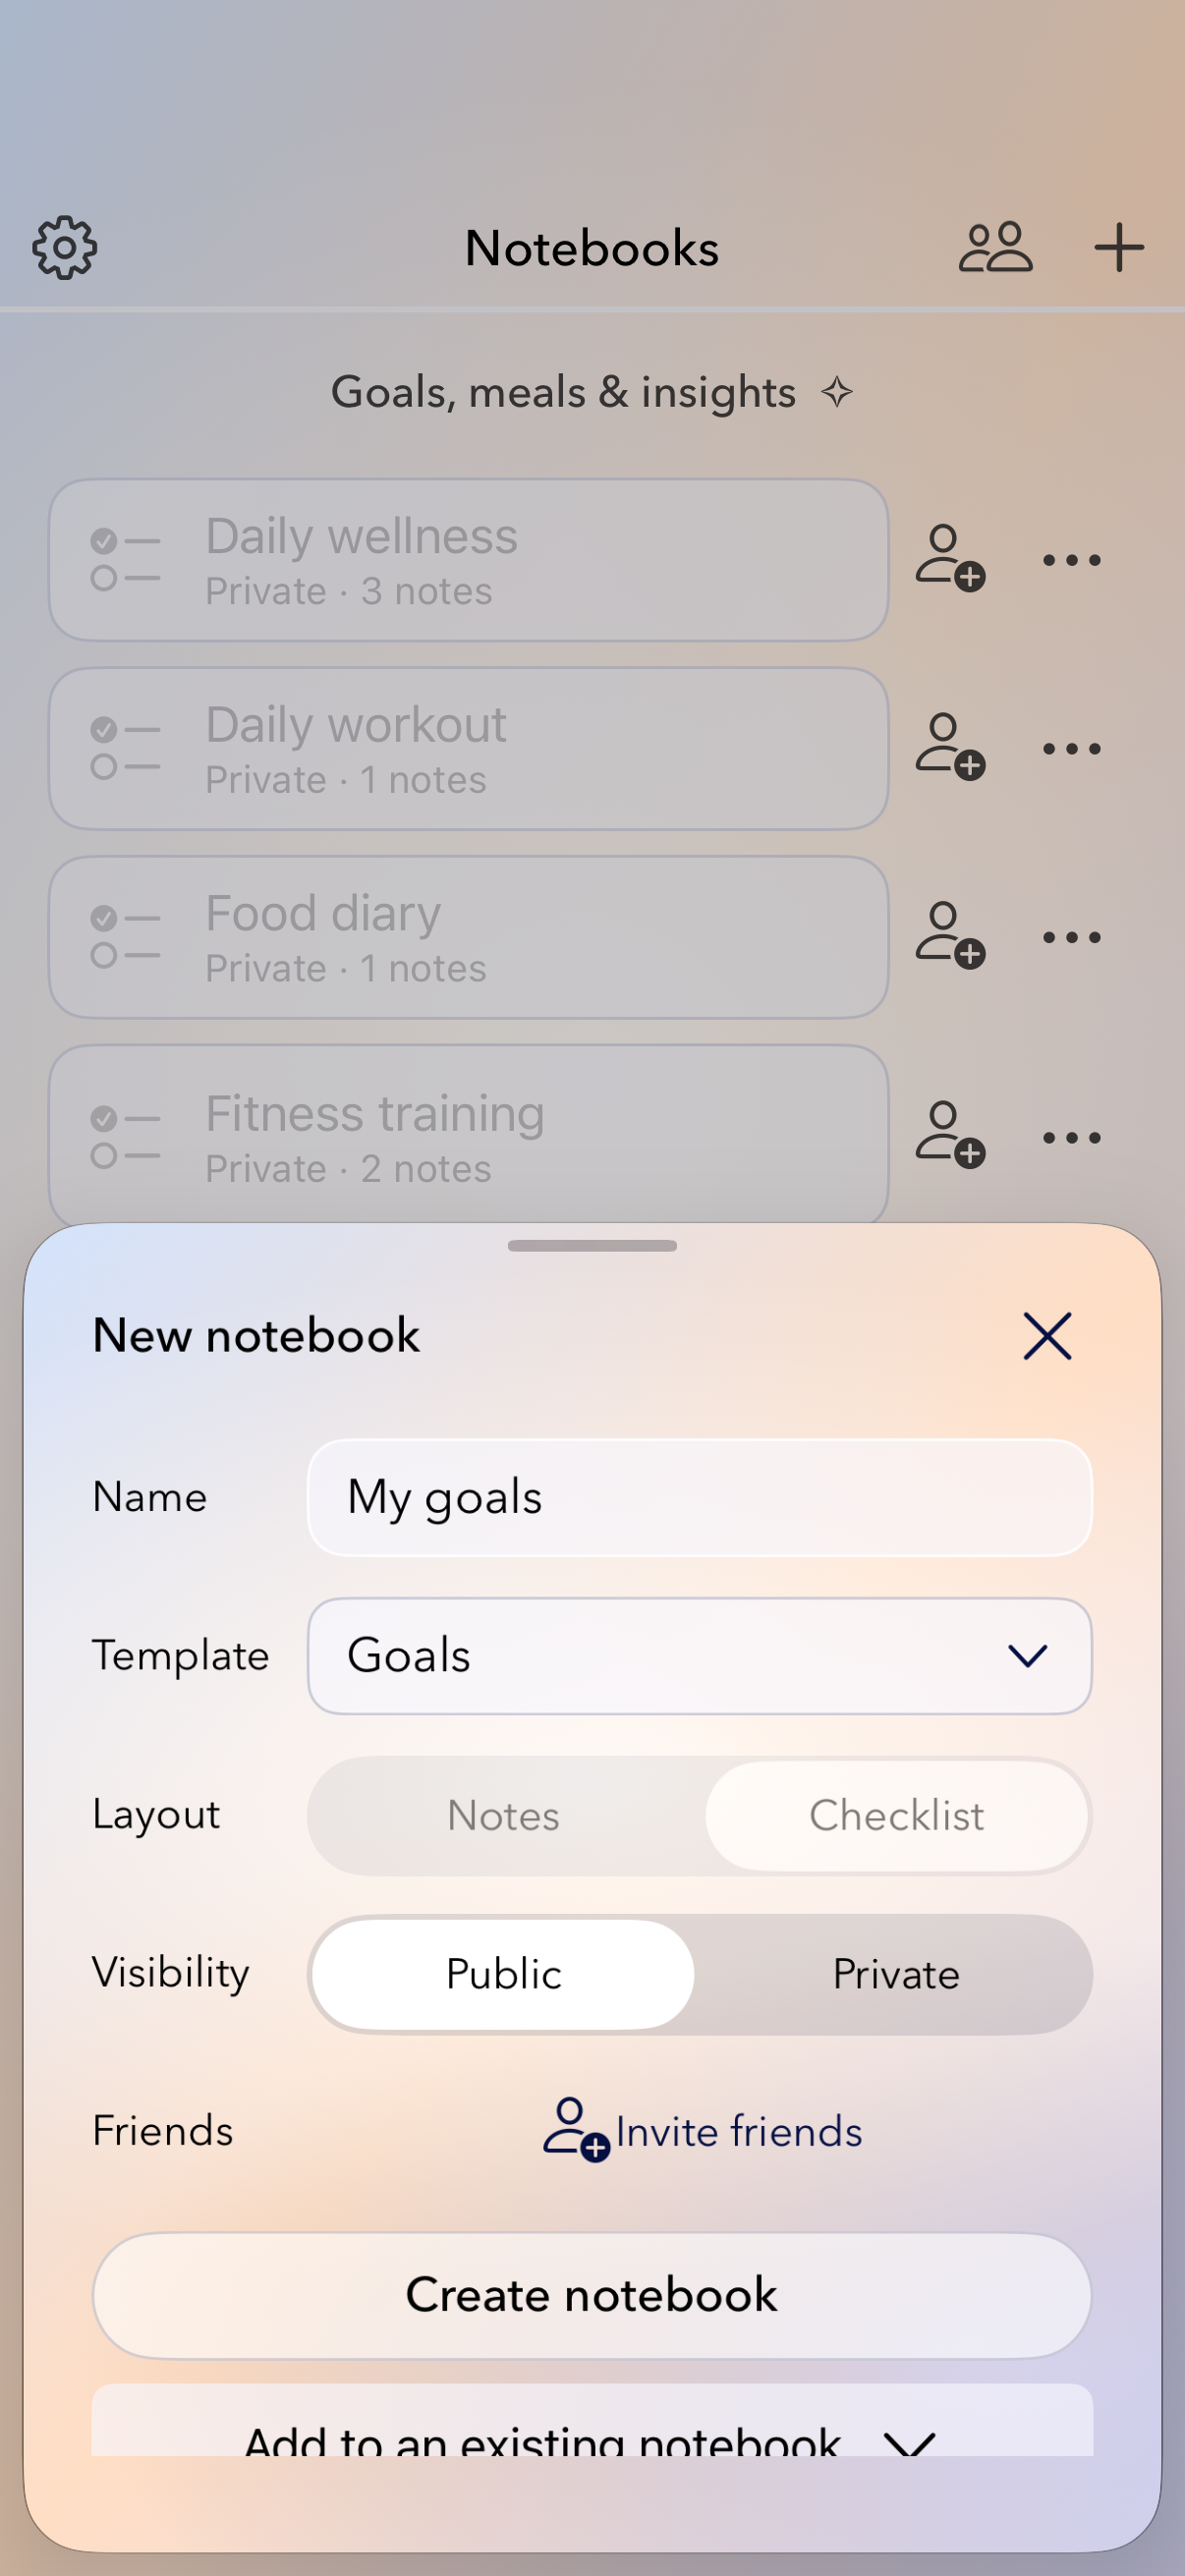 Notebooks
Goals, meals & insights
Daily wellness
Private · 3 notes
Daily workout
Private · 1 notes
Food diary
Private · 1 notes
Fitness training
Private · 2 notes
New notebook
Name My goals
Template Goals
Layout Notes Checklist
Visibility Public Private
Friends Invite friends
Create notebook
Add to an existing notebook